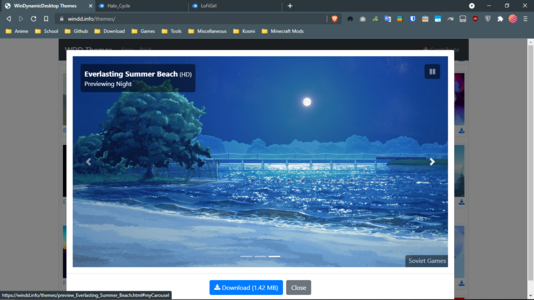 WinDynamicDesktop Themes
Halo_Cycle
LoFiGirl
windd.info/themes/
Anime
School
Github
Download
Games
Tools
Miscellaneous
Koomi
Minecraft Mods
WDD Themes
Everlasting Summer Beach (HD)
Previewing Night
Soviet Games
Download (1.42 MB)
Close
https://windd.info/themes/preview_Everlasting_Summer_Beach.html#myCarousel